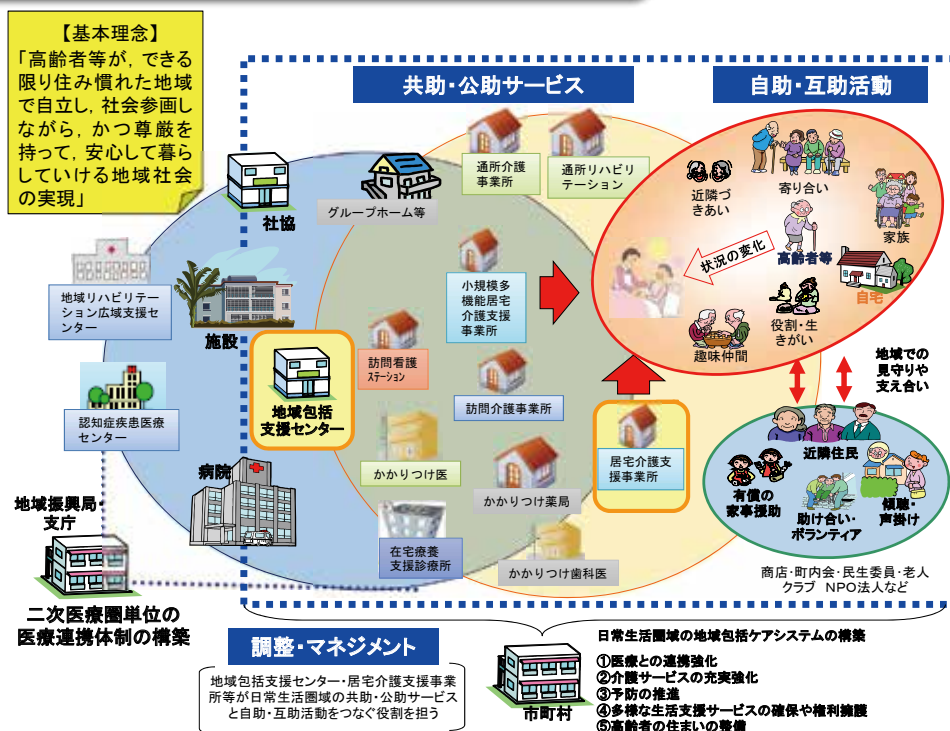 【基本理念】
「高齢者等が，できる
限り住み慣れた地域
で自立し，社会参画し
ながら，かつ尊厳を
持って，安心して暮ら
していける地域社会
の実現」
共助・公助サービス
自助・互助活動
社協
グループホーム等
通所介護
事業所
通所リハビリ
テーション
近隣づ
きあい
寄り合い
家族
高齢者等
状況の変化
自宅
役割・生
きがい
趣味仲間
地域リハビリテー
ション広域支援セ
ンター
施設
小規模多
機能居宅
介護支援
事業所
訪問看護
ステーション
地域包括
支援センター
訪問介護事業所
認知症疾患医療
センター
かかりつけ医
居宅介護支
援事業所
病院
かかりつけ薬局
在宅療養
支援診療所
かかりつけ歯科医
地域での
見守りや
支え合い
近隣住民
有償の
家事援助
助け合い・
ボランティア
傾聴・
声掛け
商店・町内会・民生委員・老人
クラブ　NPO法人など
地域振興局・
支庁
二次医療圏単位の
医療連携体制の構築
調整・マネジメント
地域包括支援センター・居宅介護支援事業
所等が日常生活圏域の共助・公助サービス
と自助・互助活動をつなぐ役割を担う
市町村
日常生活圏域の地域包括ケアシステムの構築
①医療との連携強化
②介護サービスの充実強化
③予防の推進
④多様な生活支援サービスの確保や権利擁護
⑤高齢者の住まいの整備